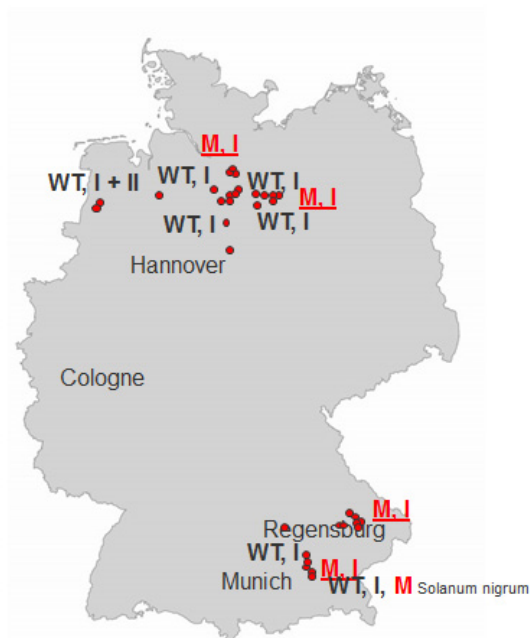 M, I
WT, I + II
WT, I
WT, I
M, I
WT, I
WT, I
Hannover
Cologne
M, I
Regensburg
WT, I
M, I
Munich
WT, I, M Solanum nigrum